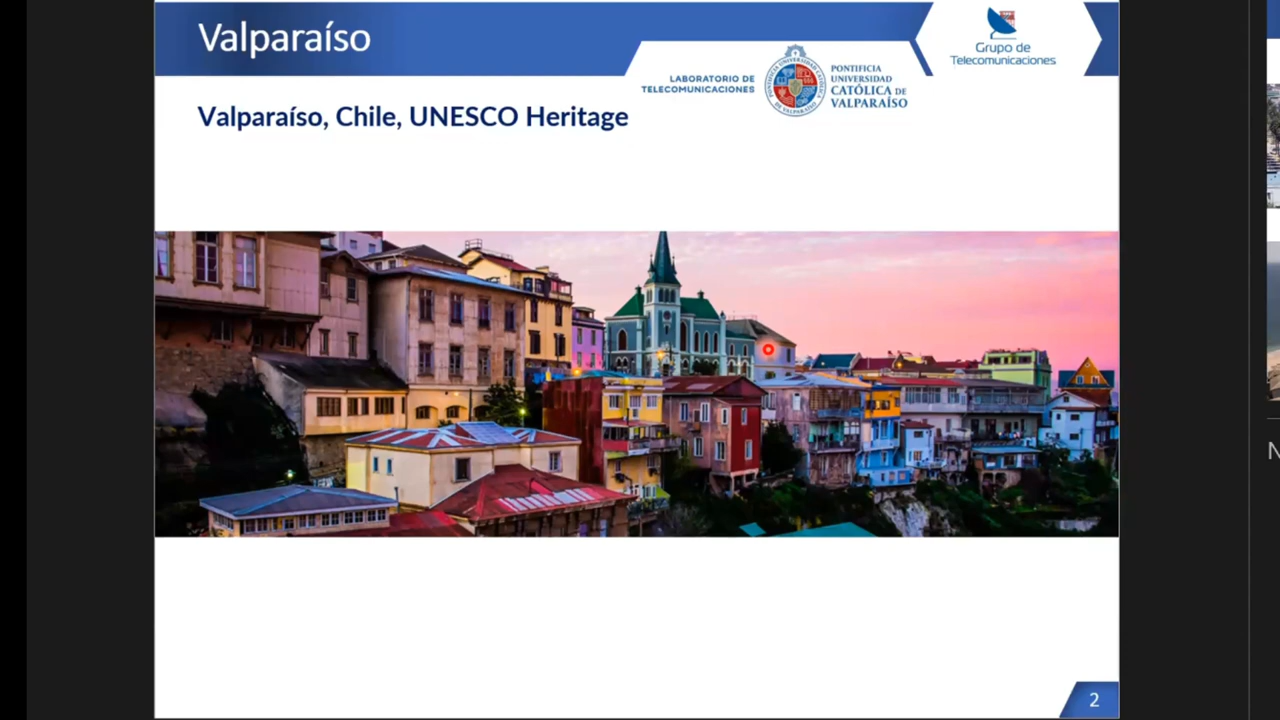 Valparaíso
Grupo de
Telecomunicaciones
LABORATORIO DE
TELECOMUNICACIONES
PONTIFICIA
UNIVERSIDAD
CATÓLICA DE
VALPARAÍSO
Valparaíso, Chile, UNESCO Heritage
2
N